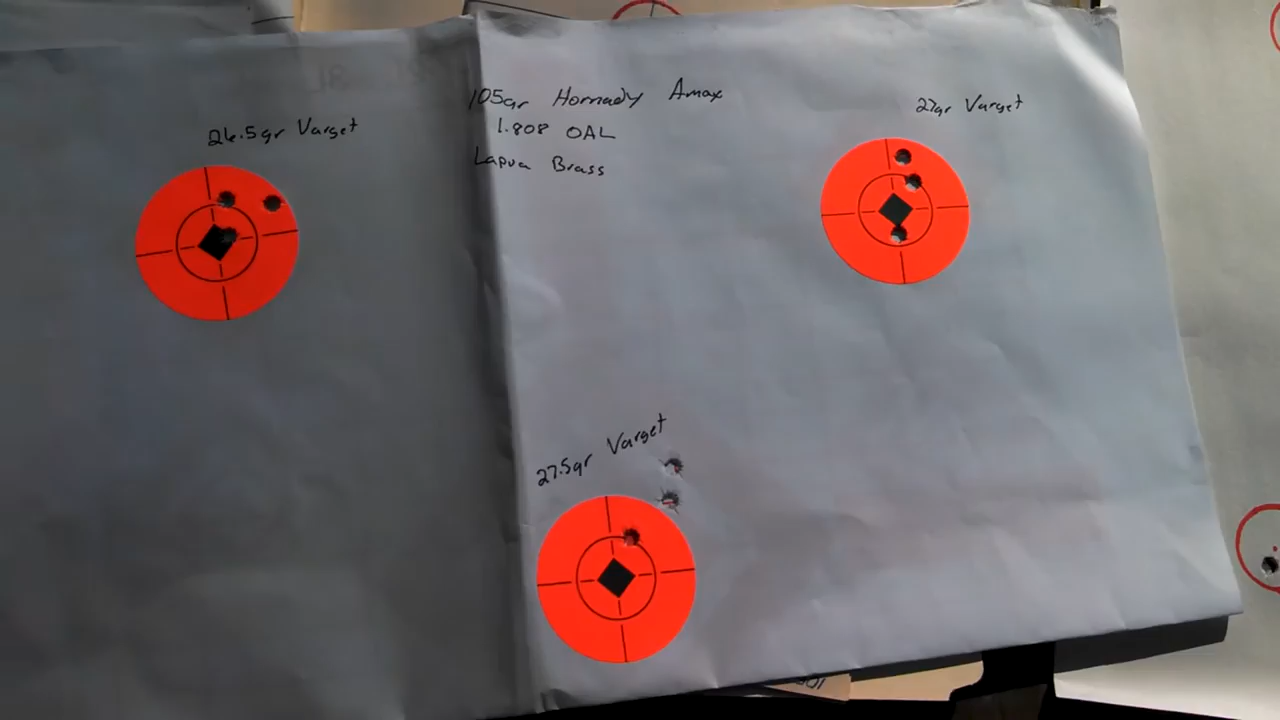 26.5gr Varget
105gr Hornady Amax
1.808 OAL
Lapua Brass
27gr Varget
27.5gr Varget